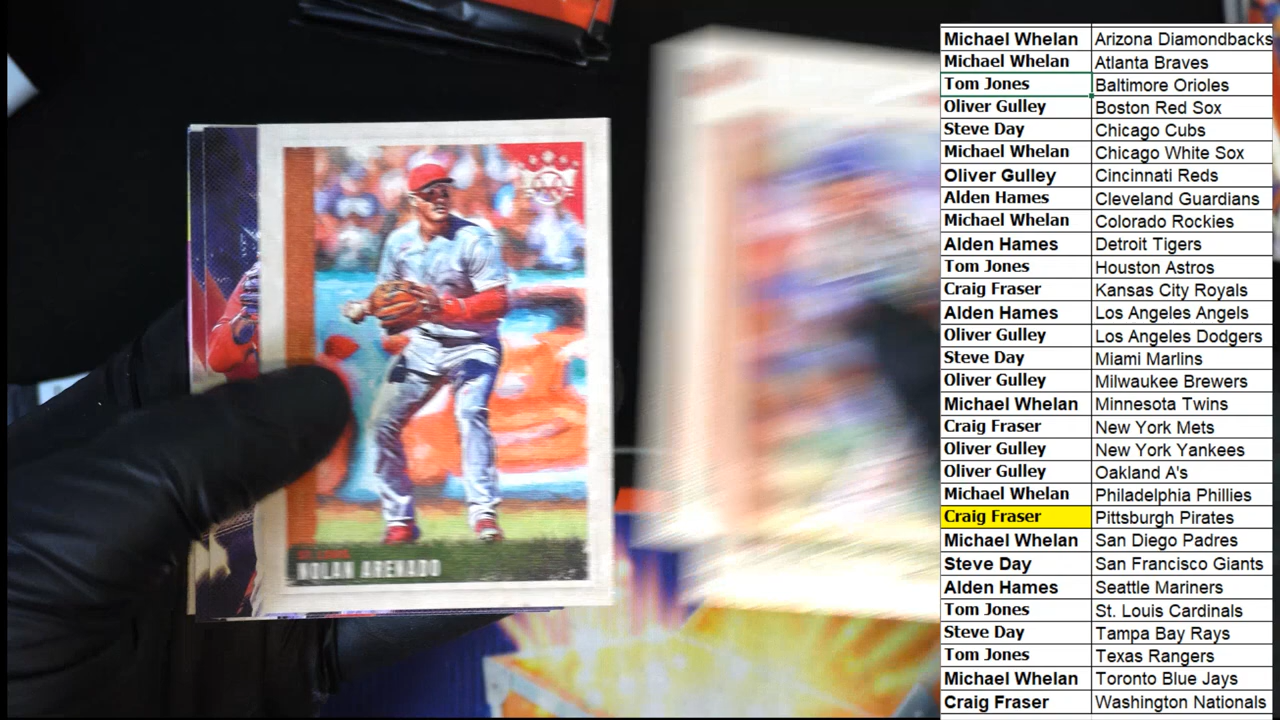 ST. LOUIS
NOLAN ARENADO
Michael Whelan Arizona Diamondbacks
Michael Whelan Atlanta Braves
Tom Jones Baltimore Orioles
Oliver Gulley Boston Red Sox
Steve Day Chicago Cubs
Michael Whelan Chicago White Sox
Oliver Gulley Cincinnati Reds
Alden Hames Cleveland Guardians
Michael Whelan Colorado Rockies
Alden Hames Detroit Tigers
Tom Jones Houston Astros
Craig Fraser Kansas City Royals
Alden Hames Los Angeles Angels
Oliver Gulley Los Angeles Dodgers
Steve Day Miami Marlins
Oliver Gulley Milwaukee Brewers
Michael Whelan Minnesota Twins
Craig Fraser New York Mets
Oliver Gulley New York Yankees
Oliver Gulley Oakland A's
Michael Whelan Philadelphia Phillies
Craig Fraser Pittsburgh Pirates
Michael Whelan San Diego Padres
Steve Day San Francisco Giants
Alden Hames Seattle Mariners
Tom Jones St. Louis Cardinals
Steve Day Tampa Bay Rays
Tom Jones Texas Rangers
Michael Whelan Toronto Blue Jays
Craig Fraser Washington Nationals